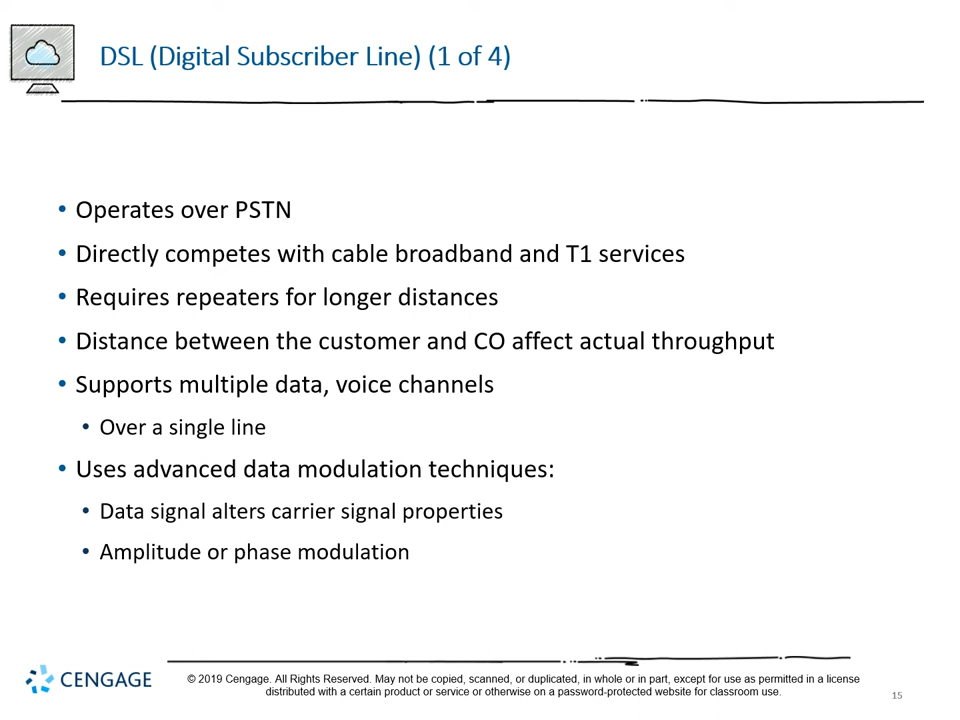 DSL (Digital Subscriber Line) (1 of 4)
• Operates over PSTN
• Directly competes with cable broadband and T1 services
• Requires repeaters for longer distances
• Distance between the customer and CO affect actual throughput
• Supports multiple data, voice channels
• Over a single line
• Uses advanced data modulation techniques:
• Data signal alters carrier signal properties
• Amplitude or phase modulation
CENGAGE
© 2019 Cengage. All Rights Reserved. May not be copied, scanned, or duplicated, in whole or in part, except for use as permitted in a license
distributed with a certain product or service or otherwise on a password-protected website for classroom use.
15